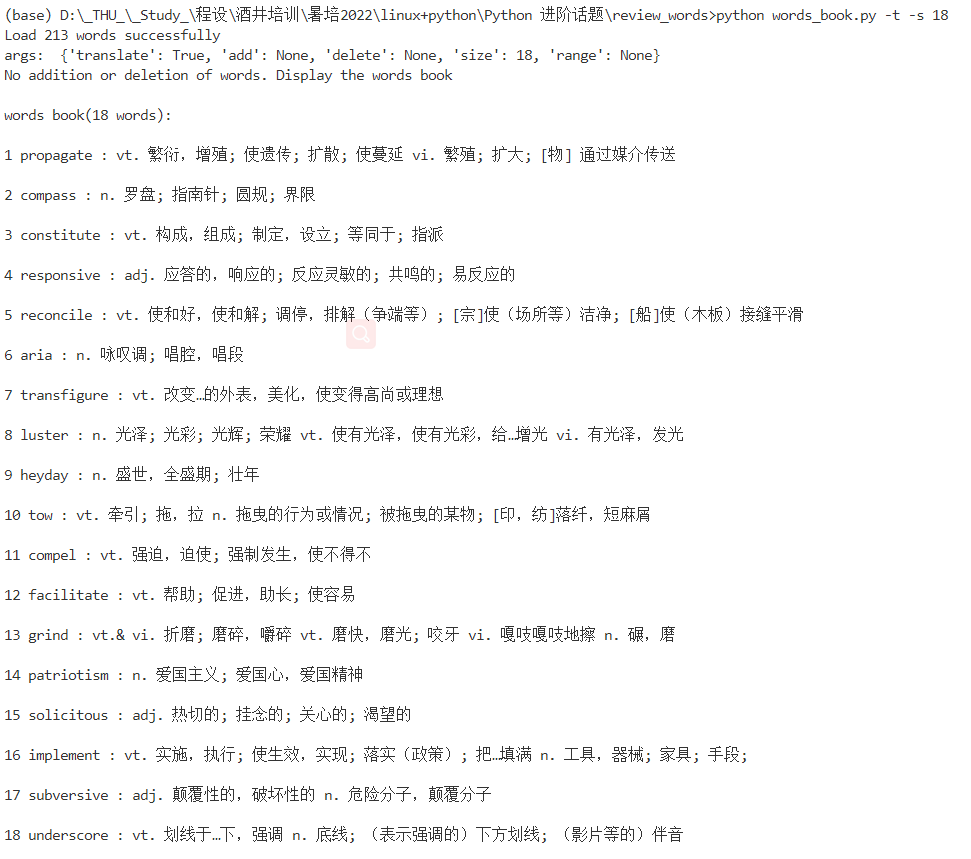 (base) D:\_THU_\_Study_\程设\酒井培训\暑培2022\linux+python\Python 进阶话题\review_words>python words_book.py -t -s 18
Load 213 words successfully
args:  {'translate': True, 'add': None, 'delete': None, 'size': 18, 'range': None}
No addition or deletion of words. Display the words book
words book(18 words):
1 propagate : vt. 繁衍，增殖; 使遗传; 扩散; 使蔓延 vi. 繁殖; 扩大; [物] 通过媒介传送
2 compass : n. 罗盘; 指南针; 圆规; 界限
3 constitute : vt. 构成，组成; 制定，设立; 等同于; 指派
4 responsive : adj. 应答的，响应的; 反应灵敏的; 共鸣的; 易反应的
5 reconcile : vt. 使和好，使和解; 调停，排解（争端等）; [宗]使（场所等）洁净; [船]使（木板）接缝平滑
6 aria : n. 咏叹调; 唱腔，唱段
7 transfigure : vt. 改变…的外表，美化，使变得高尚或理想
8 luster : n. 光泽; 光彩; 光辉; 荣耀 vt. 使有光泽，使有光彩，给…增光 vi. 有光泽，发光
9 heyday : n. 盛世，全盛期; 壮年
10 tow : vt. 牵引; 拖，拉 n. 拖曳的行为或情况; 被拖曳的某物; [印，纺]落纤，短麻屑
11 compel : vt. 强迫，迫使; 强制发生，使不得不
12 facilitate : vt. 帮助; 促进，助长; 使容易
13 grind : vt.& vi. 折磨; 磨碎，嚼碎 vt. 磨快，磨光; 咬牙 vi. 嘎吱嘎吱地擦 n. 碾，磨
14 patriotism : n. 爱国主义; 爱国心，爱国精神
15 solicitous : adj. 热切的; 挂念的; 关心的; 渴望的
16 implement : vt. 实施，执行; 使生效，实现; 落实（政策）; 把…填满 n. 工具，器械; 家具; 手段;
17 subversive : adj. 颠覆性的，破坏性的 n. 危险分子，颠覆分子
18 underscore : vt. 划线于…下，强调 n. 底线; （表示强调的）下方划线; （影片等的）伴音